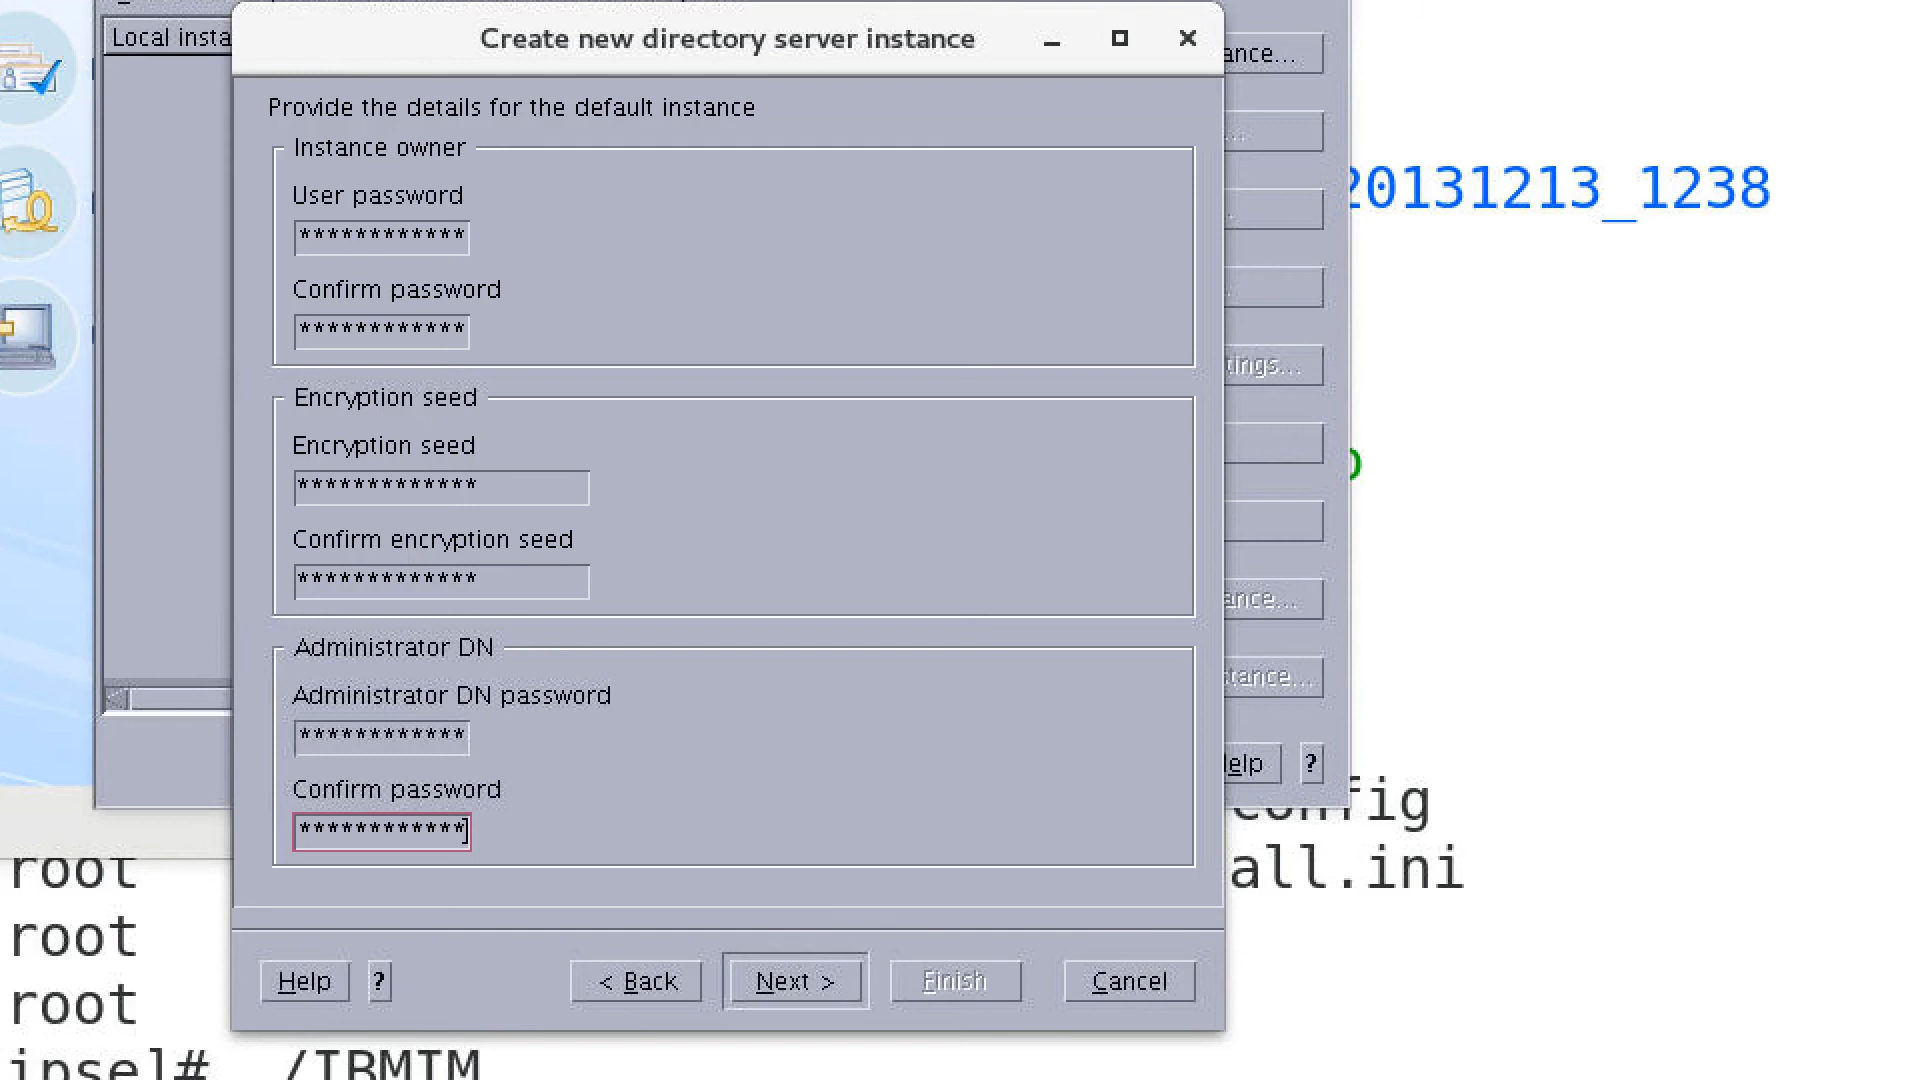 Local insta
Create new directory server instance
ance...
Provide the details for the default instance
Instance owner
User password
************
20131213_1238
Confirm password
************
tings...
Encryption seed
Encryption seed
*************
Confirm encryption seed
*************
ance...
Administrator DN
tance...
Administrator DN password
************
elp ?
Confirm password
config
************
root
all.ini
root
Help ? < Back Next > Finish Cancel
root
ipsel# ./IBMIM